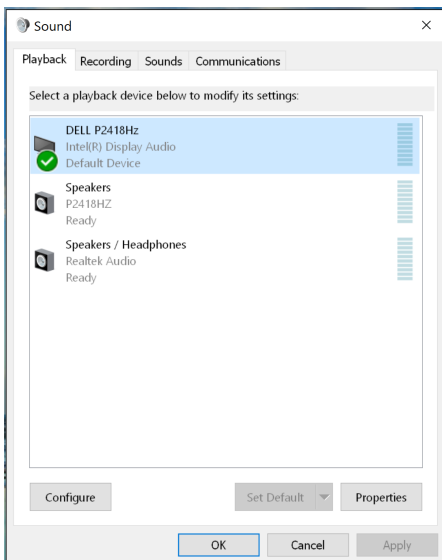 Sound
Playback Recording Sounds Communications
Select a playback device below to modify its settings:
DELL P2418Hz
Intel(R) Display Audio
Default Device
Speakers
P2418HZ
Ready
Speakers / Headphones
Realtek Audio
Ready
Configure Set Default Properties
OK Cancel Apply